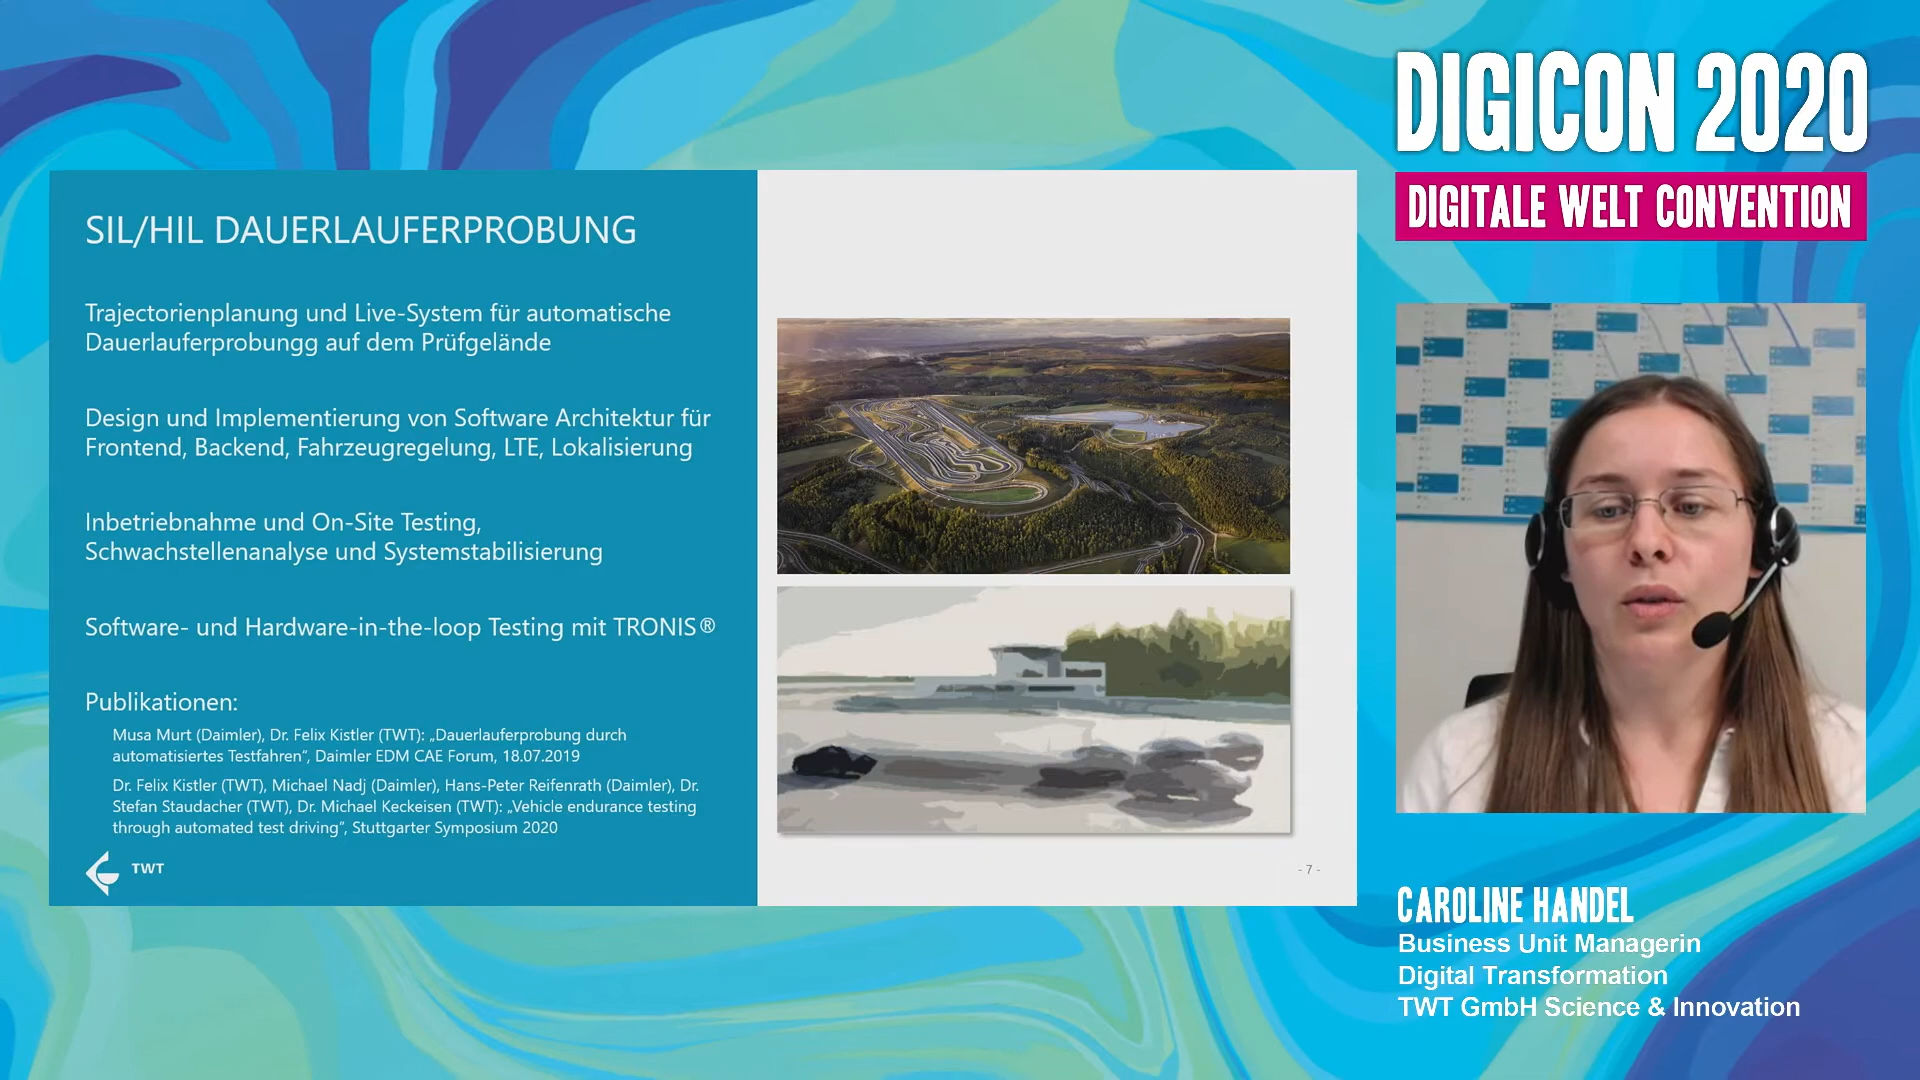 DIGICON 2020
DIGITALE WELT CONVENTION
SIL/HIL DAUERLAUFERPROBUNG
Trajectorienplanung und Live-System für automatische
Dauerlauferprobungg auf dem Prüfgelände
Design und Implementierung von Software Architektur für
Frontend, Backend, Fahrzeugregelung, LTE, Lokalisierung
Inbetriebnahme und On-Site Testing,
Schwachstellenanalyse und Systemstabilisierung
Software- und Hardware-in-the-loop Testing mit TRONIS®
Publikationen:
Musa Murt (Daimler), Dr. Felix Kistler (TWT): „Dauerlauferprobung durch
automatisiertes Testfahren“, Daimler EDM CAE Forum, 18.07.2019
Dr. Felix Kistler (TWT), Michael Nadj (Daimler), Hans-Peter Reifenrath (Daimler), Dr.
Stefan Staudacher (TWT), Dr. Michael Keckeisen (TWT): „Vehicle endurance testing
through automated test driving“, Stuttgarter Symposium 2020
TWT
- 7 -
CAROLINE HANDEL
Business Unit Managerin
Digital Transformation
TWT GmbH Science & Innovation